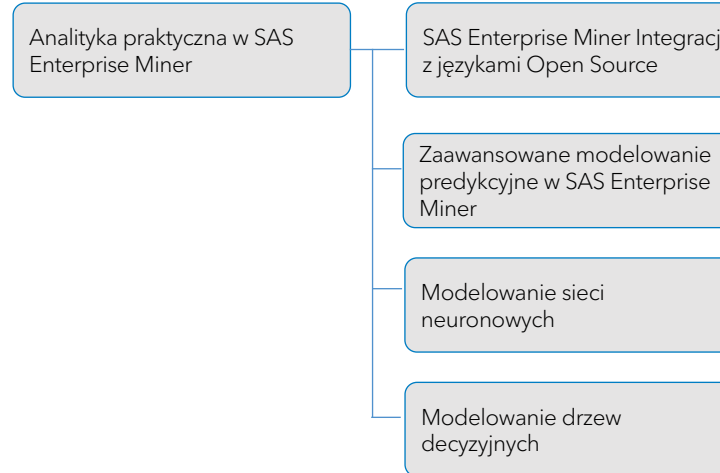 Analityka praktyczna w SAS
Enterprise Miner
SAS Enterprise Miner Integracj
z językami Open Source
Zaawansowane modelowanie
predykcyjne w SAS Enterprise
Miner
Modelowanie sieci
neuronowych
Modelowanie drzew
decyzyjnych